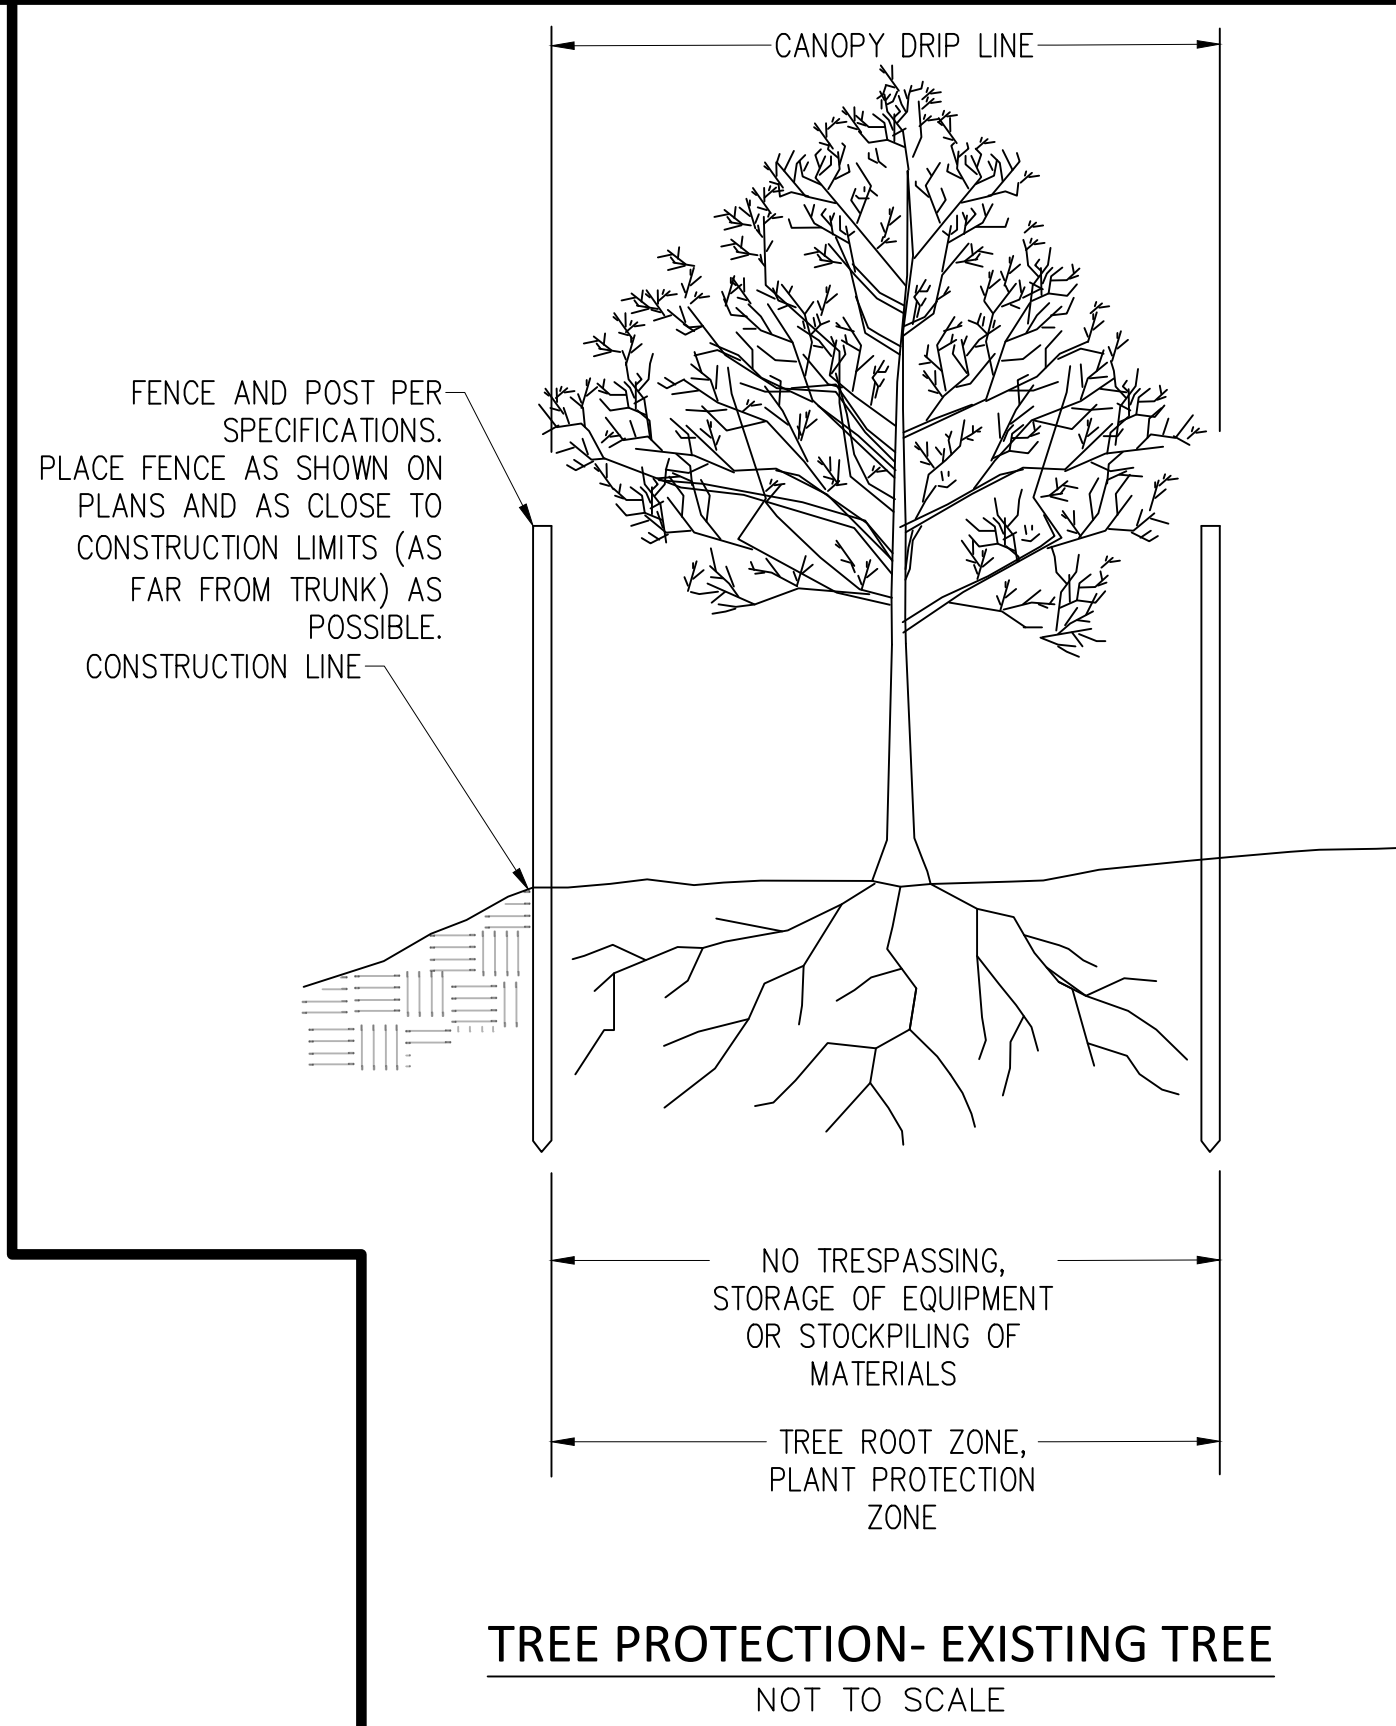 CANOPY DRIP LINE
FENCE AND POST PER
SPECIFICATIONS.
PLACE FENCE AS SHOWN ON
PLANS AND AS CLOSE TO
CONSTRUCTION LIMITS (AS
FAR FROM TRUNK) AS
POSSIBLE.
CONSTRUCTION LINE
NO TRESPASSING,
STORAGE OF EQUIPMENT
OR STOCKPILING OF
MATERIALS
TREE ROOT ZONE,
PLANT PROTECTION
ZONE
TREE PROTECTION- EXISTING TREE
NOT TO SCALE